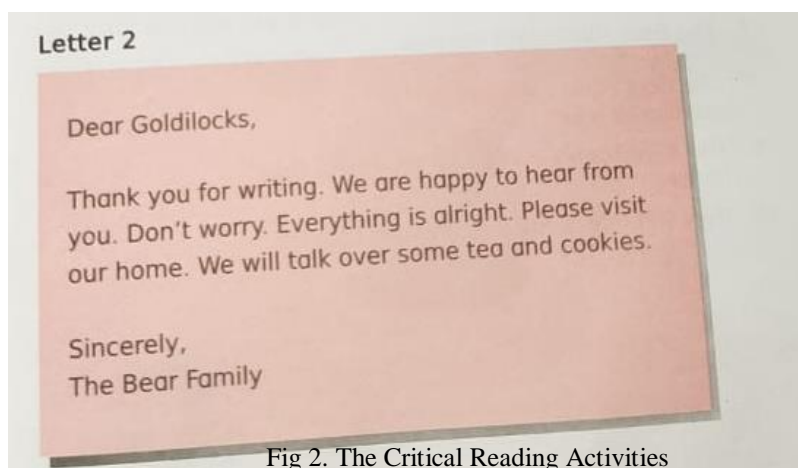 Letter 2
Dear Goldilocks,
Thank you for writing. We are happy to hear from
you. Don't worry. Everything is alright. Please visit
our home. We will talk over some tea and cookies.
Sincerely,
The Bear Family
Fig 2. The Critical Reading Activities